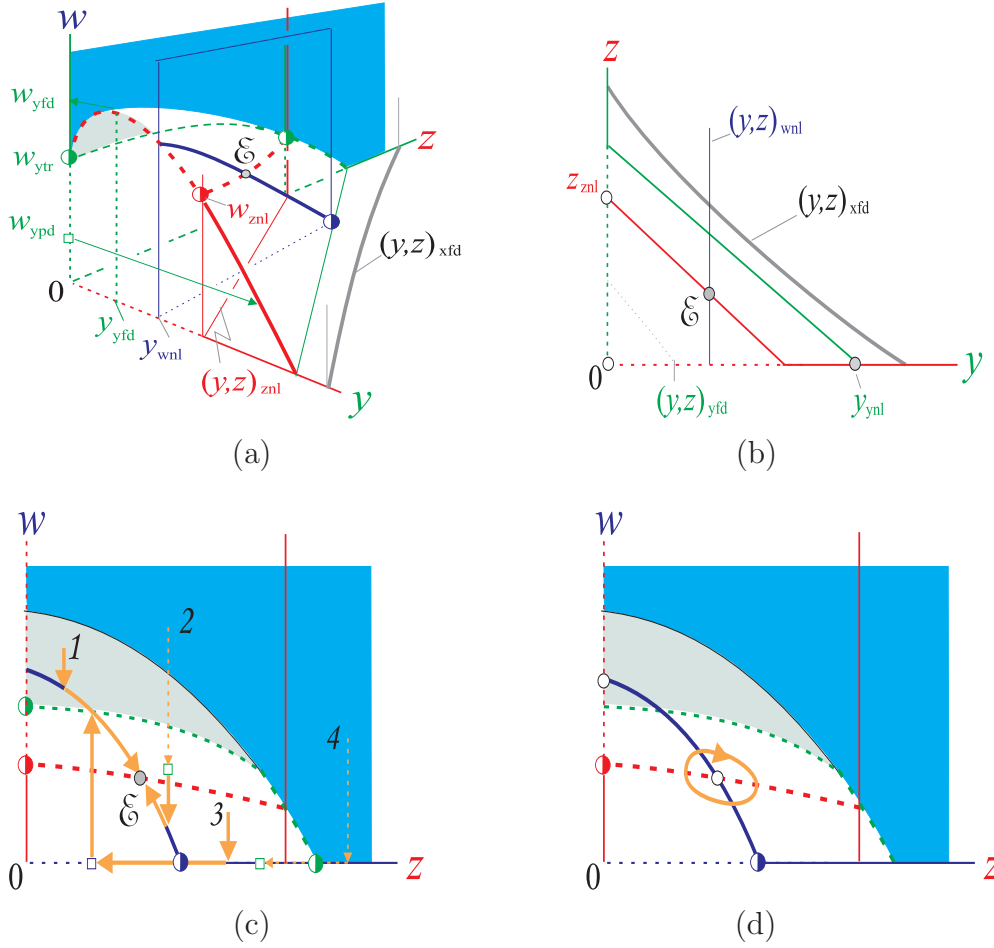 w
w_yfd
w_ytr
w_ypd
0
y_yfd
y_wnl
(y,z)_znl
ℰ
w_znl
z
(y,z)_xfd
y
(a)
z
(y,z)_wnl
z_znl
(y,z)_xfd
ℰ
0
(y,z)_yfd
y_ynl
y
(b)
w
1
2
3
4
ℰ
0
z
(c)
w
ℰ
0
z
(d)